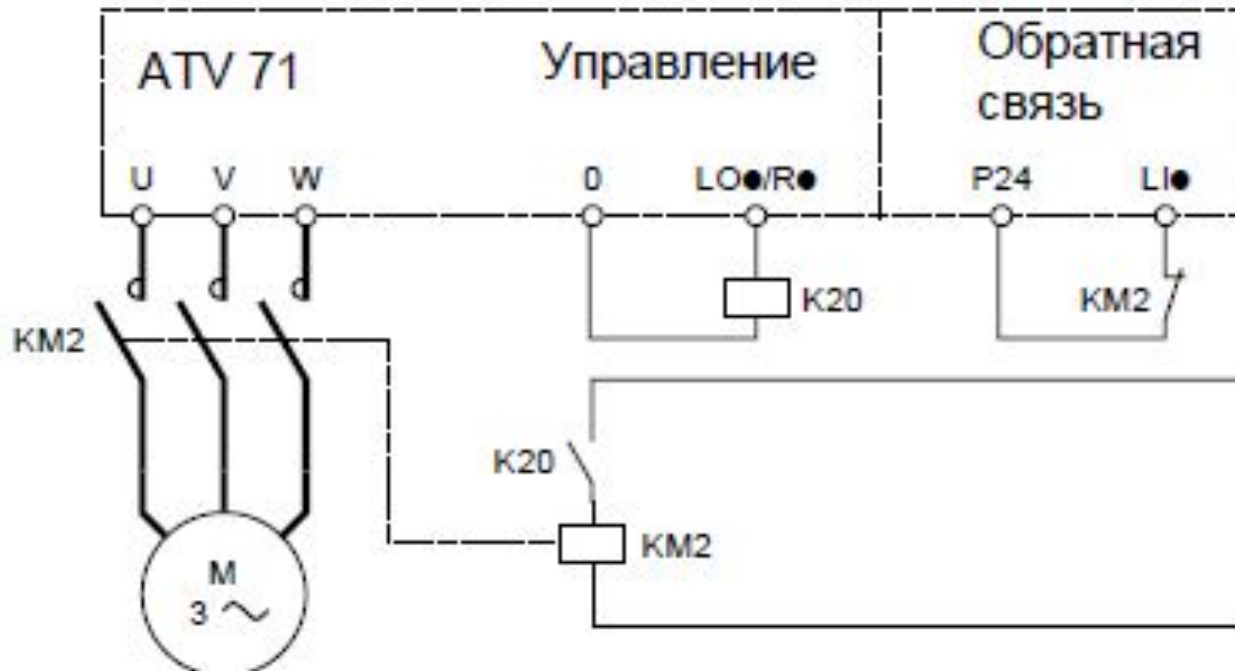 ATV 71 Управление Обратная
связь
U V W 0 LO●/R● P24 LI●
K20 KM2
KM2
K20
KM2
M
3 ~